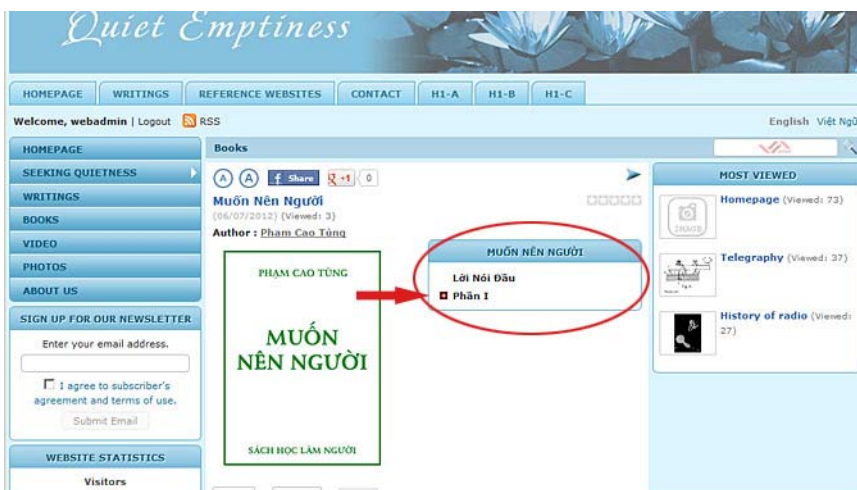 Quiet Emptiness
HOMEPAGE WRITINGS REFERENCE WEBSITES CONTACT H1-A H1-B H1-C
Welcome, webadmin | Logout RSS
English Việt Ngữ
HOMEPAGE
SEEKING QUIETNESS
WRITINGS
BOOKS
VIDEO
PHOTOS
ABOUT US
SIGN UP FOR OUR NEWSLETTER
Enter your email address.
I agree to subscriber's
agreement and terms of use.
Submit Email
WEBSITE STATISTICS
Visitors
Books
A A f Share g +1 0
Muốn Nên Người
(06/07/2012) (Viewed: 3)
Author : Phạm Cao Tùng
PHẠM CAO TÙNG
MUỐN
NÊN NGƯỜI
SÁCH HỌC LÀM NGƯỜI
MUỐN NÊN NGƯỜI
Lời Nói Đầu
Phần I
MOST VIEWED
IMAGE
Homepage (Viewed: 73)
Telegraphy (Viewed: 37)
History of radio (Viewed:
27)